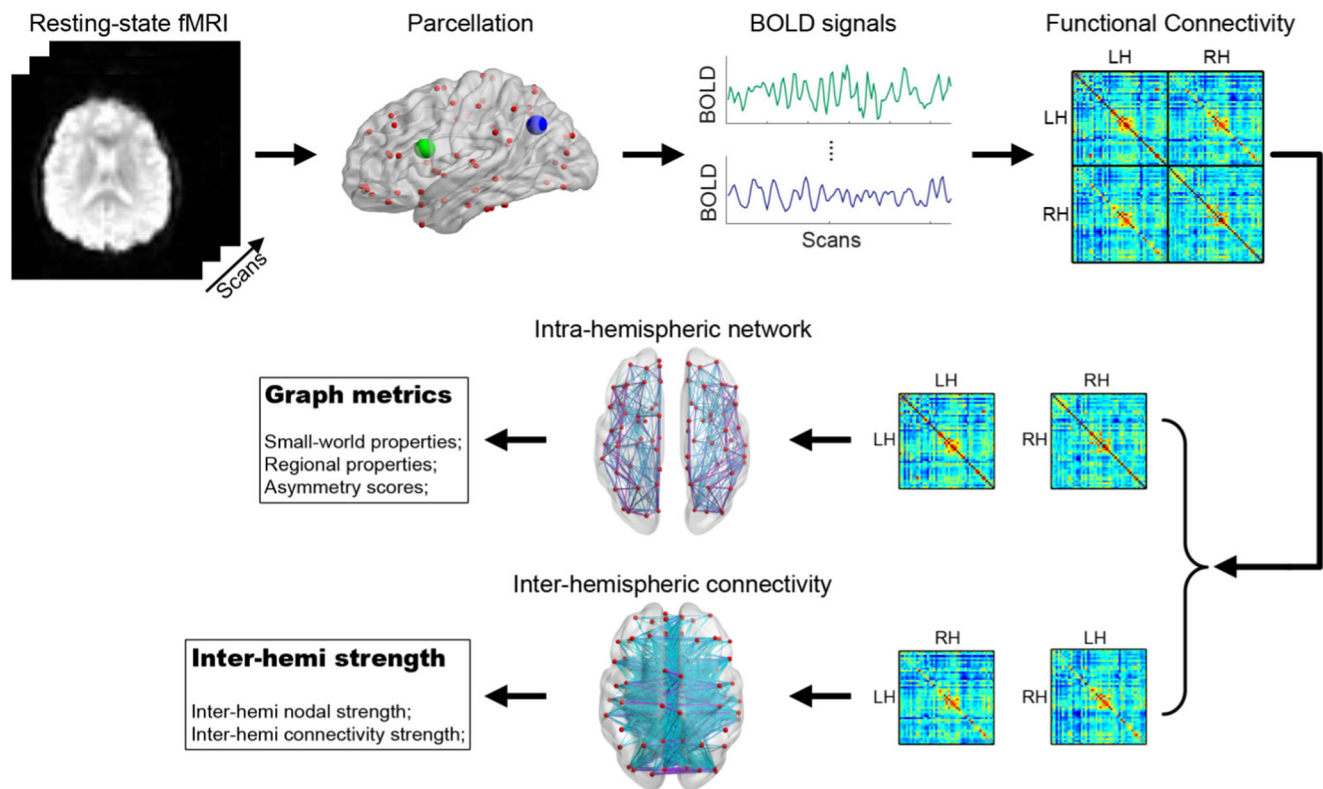 Resting-state fMRI
Parcellation
BOLD signals
Functional Connectivity
LH
RH
LH
RH
BOLD
BOLD
Scans
Scans
Intra-hemispheric network
Graph metrics
Small-world properties;
Regional properties;
Asymmetry scores;
LH
RH
LH
RH
Inter-hemispheric connectivity
Inter-hemi strength
Inter-hemi nodal strength;
Inter-hemi connectivity strength;
RH
LH
LH
RH